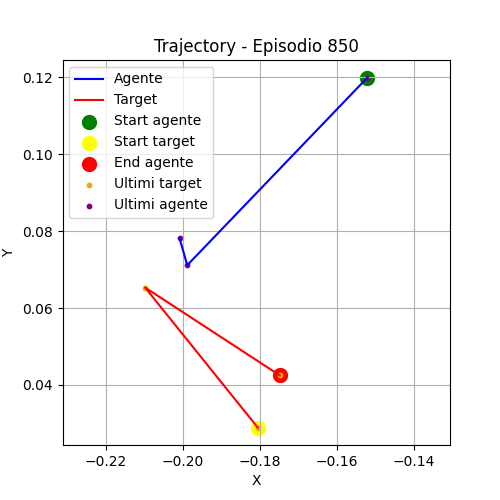 Trajectory - Episodio 850
Agente
Target
Start agente
Start target
End agente
Ultimi target
Ultimi agente
0.12
0.10
0.08
0.06
0.04
Y
−0.22
−0.20
−0.18
−0.16
−0.14
X